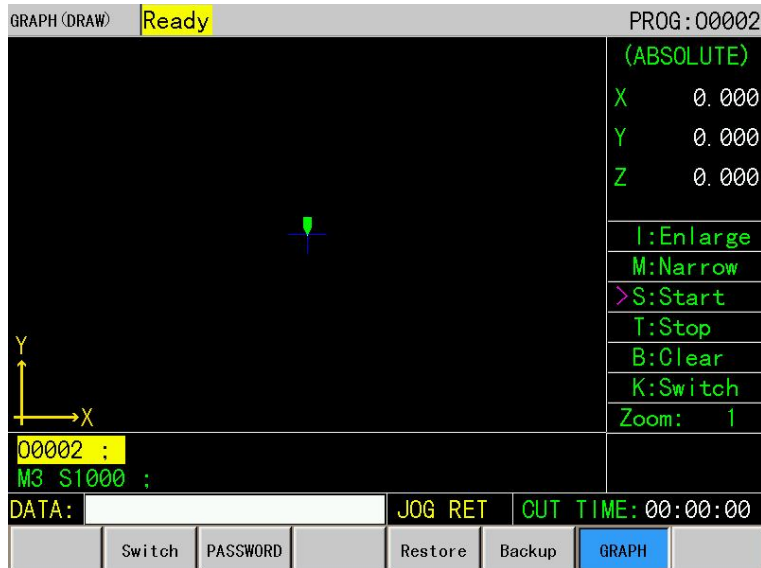 GRAPH(DRAW) Ready PROG:O0002
(ABSOLUTE)
X 0.000
Y 0.000
Z 0.000
I:Enlarge
M:Narrow
>S:Start
T:Stop
B:Clear
K:Switch
Zoom: 1
Y
X
O0002 ;
M3 S1000 ;
DATA: JOG RET CUT TIME:00:00:00
Switch PASSWORD Restore Backup GRAPH